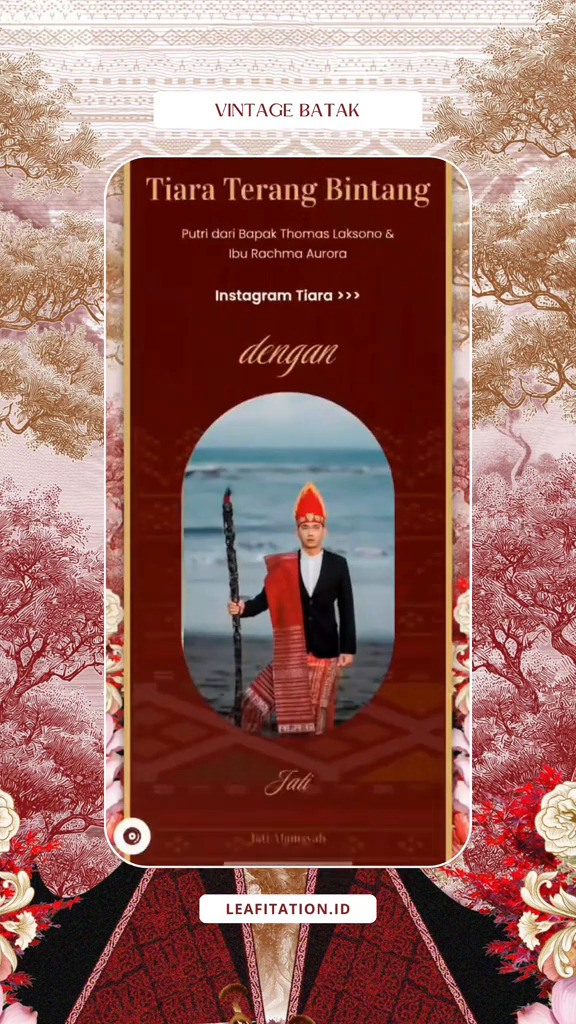 VINTAGE BATAK
Tiara Terang Bintang
Putri dari Bapak Thomas Laksono &
Ibu Rachma Aurora
Instagram Tiara >>>
dengan
Jati
LEAFITATION.ID